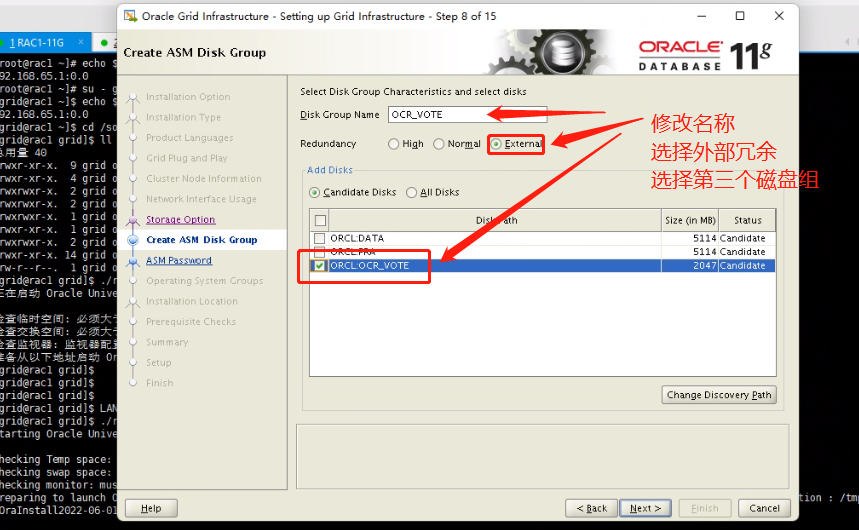 Oracle Grid Infrastructure - Setting up Grid Infrastructure - Step 8 of 15
1 RAC1-11G
Create ASM Disk Group
ORACLE
DATABASE
11g
root@rac1 ~]# echo $
92.168.65.1:0.0
root@rac1 ~]# su - g
grid@rac1 ~]$ echo $
92.168.65.1:0.0
grid@rac1 ~]$ cd /so
grid@rac1 grid]$ ll
总用量 40
rwxr-xr-x. 9 grid o
rwxrwxr-x. 4 grid o
rwxr-xr-x. 2 grid o
rwxr-xr-x. 2 grid o
rwxr-xr-x. 1 grid o
rwxr-xr-x. 1 grid o
rwxr-xr-x. 2 grid o
rwxr-xr-x. 14 grid o
rw-r--r--. 1 grid o
grid@rac1 grid]$ ./r
正在启动 Oracle Unive
检查临时空间: 必须大于
检查交换空间: 必须大于
检查监视器: 监视器配置
准备从以下地址启动 Or
grid@rac1 grid]$
grid@rac1 grid]$
grid@rac1 grid]$
grid@rac1 grid]$ LAN
grid@rac1 grid]$ ./r
tarting Oracle Unive
hecking Temp space:
hecking swap space:
hecking monitor: mus
reparing to launch O
OraInstall2022-06-01
tion : /tmp
Installation Option
Installation Type
Product Languages
Grid Plug and Play
Cluster Node Information
Network Interface Usage
Storage Option
Create ASM Disk Group
ASM Password
Operating System Groups
Installation Location
Prerequisite Checks
Summary
Setup
Finish
Select Disk Group Characteristics and select disks
Disk Group Name OCR_VOTE
Redundancy High Normal External
Add Disks
Candidate Disks All Disks
Disk Path Size (in MB) Status
ORCL:DATA 5114 Candidate
ORCL:FRA 5114 Candidate
ORCL:OCR_VOTE 2047 Candidate
修改名称
选择外部冗余
选择第三个磁盘组
Change Discovery Path
Help < Back Next > Finish Cancel